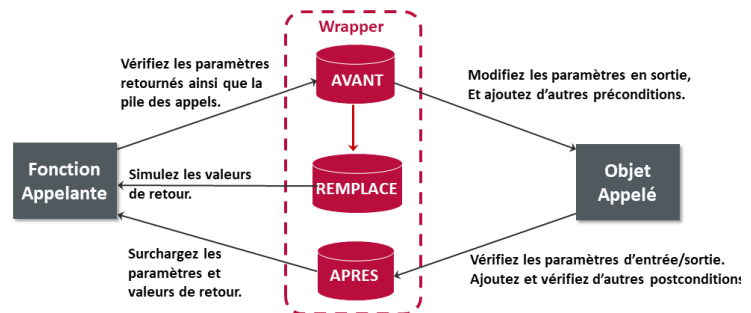 Wrapper
Vérifiez les paramètres
retournés ainsi que la
pile des appels.
AVANT
Modifiez les paramètres en sortie,
Et ajoutez d'autres préconditions.
Fonction
Appelante
Simulez les valeurs
de retour.
REMPLACE
Objet
Appelé
Surchargez les
paramètres et
valeurs de retour.
APRES
Vérifiez les paramètres d'entrée/sortie.
Ajoutez et vérifiez d'autres postconditions